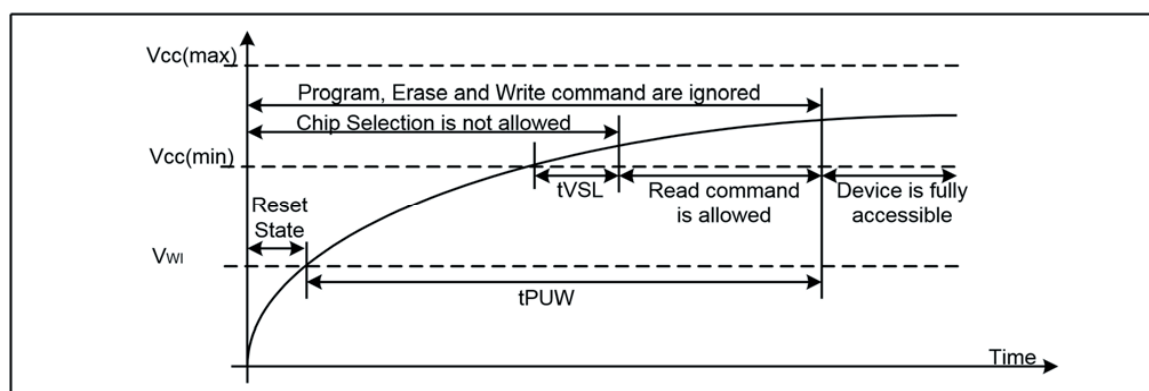 Vcc(max)
Program, Erase and Write command are ignored
Chip Selection is not allowed
Vcc(min)
tVSL
Read command
is allowed
Device is fully
accessible
Reset
State
VWI
tPUW
Time